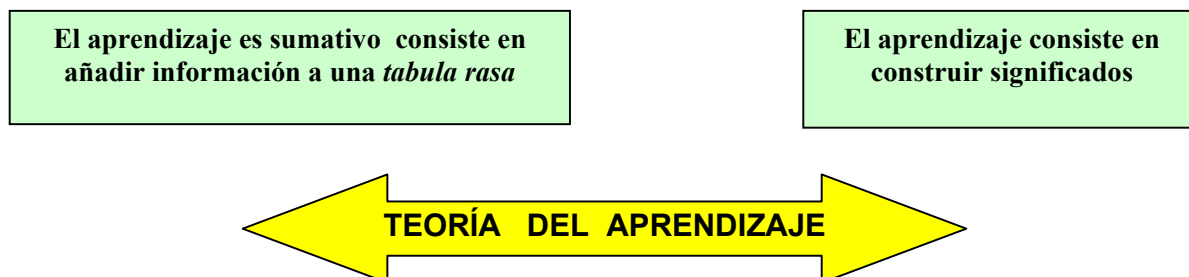 El aprendizaje es sumativo consiste en
añadir información a una tabula rasa
El aprendizaje consiste en
construir significados
TEORÍA DEL APRENDIZAJE